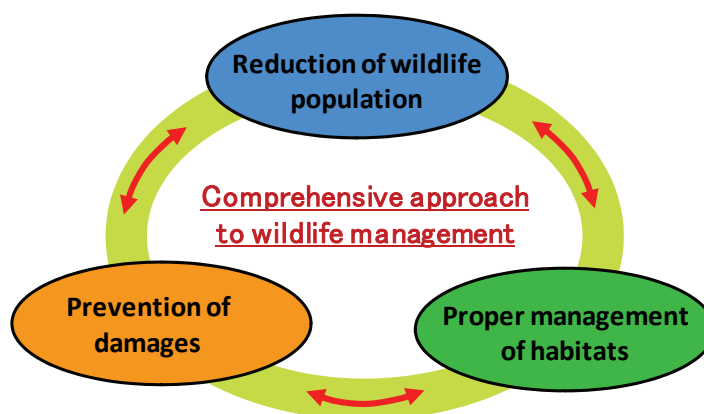 Reduction of wildlife
population
Comprehensive approach
to wildlife management
Prevention of
damages
Proper management
of habitats